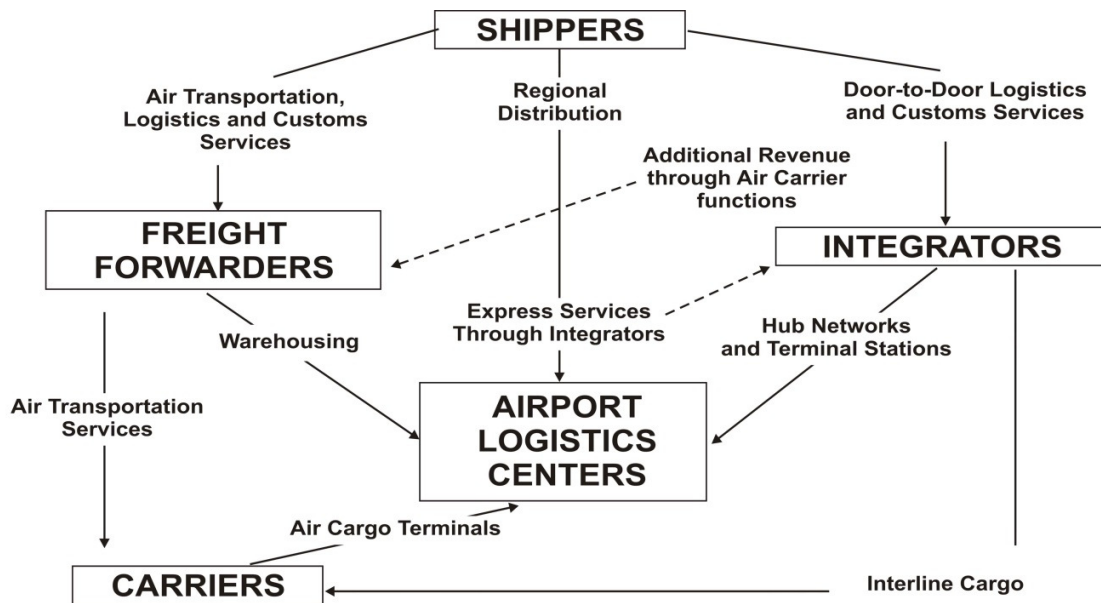 SHIPPERS
Air Transportation,
Logistics and Customs
Services
Regional
Distribution
Door-to-Door Logistics
and Customs Services
Additional Revenue
through Air Carrier
functions
FREIGHT
FORWARDERS
INTEGRATORS
Warehousing
Express Services
Through Integrators
Hub Networks
and Terminal Stations
Air Transportation
Services
AIRPORT
LOGISTICS
CENTERS
Air Cargo Terminals
CARRIERS
Interline Cargo